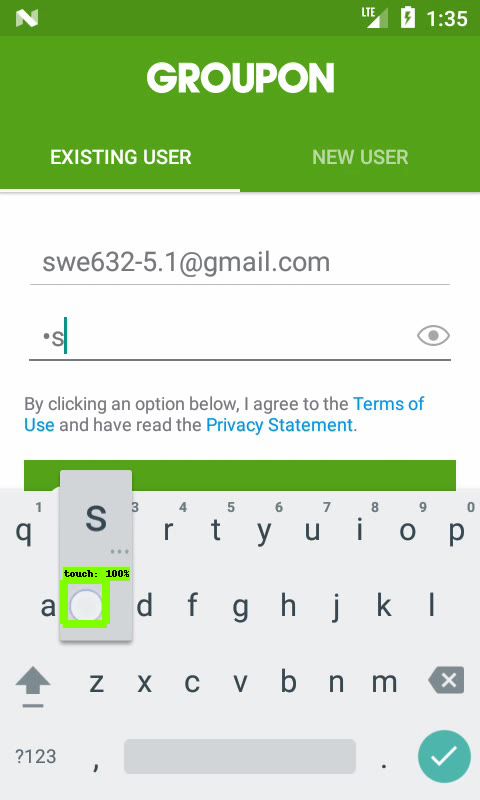 LTE 1:35
GROUPON
EXISTING USER NEW USER
swe632-5.1@gmail.com
•s
By clicking an option below, I agree to the Terms of
Use and have read the Privacy Statement.
1 3 4 5 6 7 8 9 0
q s r t y u i o p
...
touch: 100%
a d f g h j k l
z x c v b n m
?123 , .